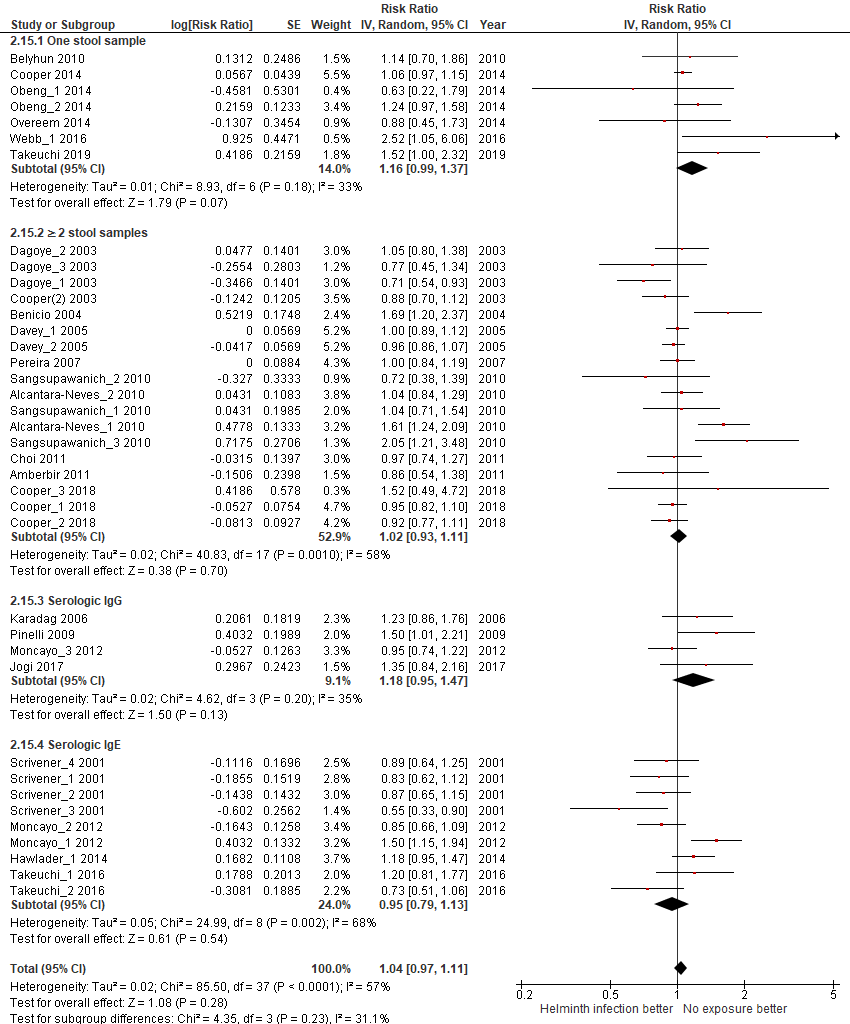 Risk Ratio Risk Ratio
Study or Subgroup log[Risk Ratio] SE Weight IV, Random, 95% CI Year IV, Random, 95% CI
2.15.1 One stool sample
Belyhun 2010 0.1312 0.2486 1.5% 1.14 [0.70, 1.86] 2010
Cooper 2014 0.0567 0.0439 5.5% 1.06 [0.97, 1.15] 2014
Obeng_1 2014 -0.4581 0.5301 0.4% 0.63 [0.22, 1.79] 2014
Obeng_2 2014 0.2159 0.1233 3.4% 1.24 [0.97, 1.58] 2014
Overeem 2014 -0.1307 0.3454 0.9% 0.88 [0.45, 1.73] 2014
Webb_1 2016 0.925 0.4471 0.5% 2.52 [1.05, 6.06] 2016
Takeuchi 2019 0.4186 0.2159 1.8% 1.52 [1.00, 2.32] 2019
Subtotal (95% CI) 14.0% 1.16 [0.99, 1.37]
Heterogeneity: Tau² = 0.01; Chi² = 8.93, df = 6 (P = 0.18); I² = 33%
Test for overall effect: Z = 1.79 (P = 0.07)
2.15.2 ≥ 2 stool samples
Dagoye_2 2003 0.0477 0.1401 3.0% 1.05 [0.80, 1.38] 2003
Dagoye_3 2003 -0.2554 0.2803 1.2% 0.77 [0.45, 1.34] 2003
Dagoye_1 2003 -0.3466 0.1401 3.0% 0.71 [0.54, 0.93] 2003
Cooper(2) 2003 -0.1242 0.1205 3.5% 0.88 [0.70, 1.12] 2003
Benicio 2004 0.5219 0.1748 2.4% 1.69 [1.20, 2.37] 2004
Davey_1 2005 0 0.0569 5.2% 1.00 [0.89, 1.12] 2005
Davey_2 2005 -0.0417 0.0569 5.2% 0.96 [0.86, 1.07] 2005
Pereira 2007 0 0.0884 4.3% 1.00 [0.84, 1.19] 2007
Sangsupawanich_2 2010 -0.327 0.3333 0.9% 0.72 [0.38, 1.39] 2010
Alcantara-Neves_2 2010 0.0431 0.1083 3.8% 1.04 [0.84, 1.29] 2010
Sangsupawanich_1 2010 0.0431 0.1985 2.0% 1.04 [0.71, 1.54] 2010
Alcantara-Neves_1 2010 0.4778 0.1333 3.2% 1.61 [1.24, 2.09] 2010
Sangsupawanich_3 2010 0.7175 0.2706 1.3% 2.05 [1.21, 3.48] 2010
Choi 2011 -0.0315 0.1397 3.0% 0.97 [0.74, 1.27] 2011
Amberbir 2011 -0.1506 0.2398 1.5% 0.86 [0.54, 1.38] 2011
Cooper_3 2018 0.4186 0.578 0.3% 1.52 [0.49, 4.72] 2018
Cooper_1 2018 -0.0527 0.0754 4.7% 0.95 [0.82, 1.10] 2018
Cooper_2 2018 -0.0813 0.0927 4.2% 0.92 [0.77, 1.11] 2018
Subtotal (95% CI) 52.9% 1.02 [0.93, 1.11]
Heterogeneity: Tau² = 0.02; Chi² = 40.83, df = 17 (P = 0.0010); I² = 58%
Test for overall effect: Z = 0.38 (P = 0.70)
2.15.3 Serologic IgG
Karadag 2006 0.2061 0.1819 2.3% 1.23 [0.86, 1.76] 2006
Pinelli 2009 0.4032 0.1989 2.0% 1.50 [1.01, 2.21] 2009
Moncayo_3 2012 -0.0527 0.1263 3.3% 0.95 [0.74, 1.22] 2012
Jogi 2017 0.2967 0.2423 1.5% 1.35 [0.84, 2.16] 2017
Subtotal (95% CI) 9.1% 1.18 [0.95, 1.47]
Heterogeneity: Tau² = 0.02; Chi² = 4.62, df = 3 (P = 0.20); I² = 35%
Test for overall effect: Z = 1.50 (P = 0.13)
2.15.4 Serologic IgE
Scrivener_4 2001 -0.1116 0.1696 2.5% 0.89 [0.64, 1.25] 2001
Scrivener_1 2001 -0.1855 0.1519 2.8% 0.83 [0.62, 1.12] 2001
Scrivener_2 2001 -0.1438 0.1432 2.9% 0.87 [0.65, 1.15] 2001
Scrivener_3 2001 -0.602 0.2562 1.4% 0.55 [0.33, 0.90] 2001
Moncayo_2 2012 -0.1643 0.1258 3.4% 0.85 [0.66, 1.09] 2012
Moncayo_1 2012 0.4032 0.1332 3.2% 1.50 [1.15, 1.94] 2012
Hawlader_1 2014 0.1682 0.1108 3.7% 1.18 [0.95, 1.47] 2014
Takeuchi_1 2016 0.1788 0.2013 2.0% 1.20 [0.81, 1.77] 2016
Takeuchi_2 2016 -0.3081 0.1885 2.2% 0.73 [0.51, 1.06] 2016
Subtotal (95% CI) 24.0% 0.95 [0.79, 1.13]
Heterogeneity: Tau² = 0.05; Chi² = 24.99, df = 8 (P = 0.002); I² = 68%
Test for overall effect: Z = 0.61 (P = 0.54)
Total (95% CI) 100.0% 1.04 [0.97, 1.11]
Heterogeneity: Tau² = 0.02; Chi² = 85.50, df = 37 (P < 0.0001); I² = 57%
Test for overall effect: Z = 1.08 (P = 0.28)
Test for subgroup differences: Chi² = 4.35, df = 3 (P = 0.23), I² = 31.1%
0.2 0.5 1 2 5
Helminth infection better No exposure better